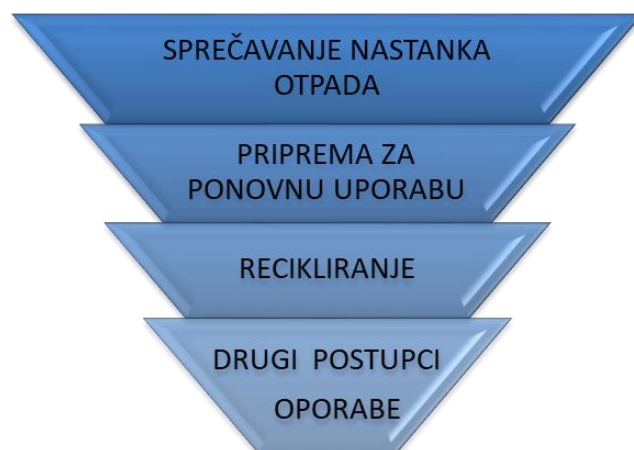 SPREČAVANJE NASTANKA
OTPADA
PRIPREMA ZA
PONOVNU UPORABU
RECIKLIRANJE
DRUGI POSTUPCI
OPORABE